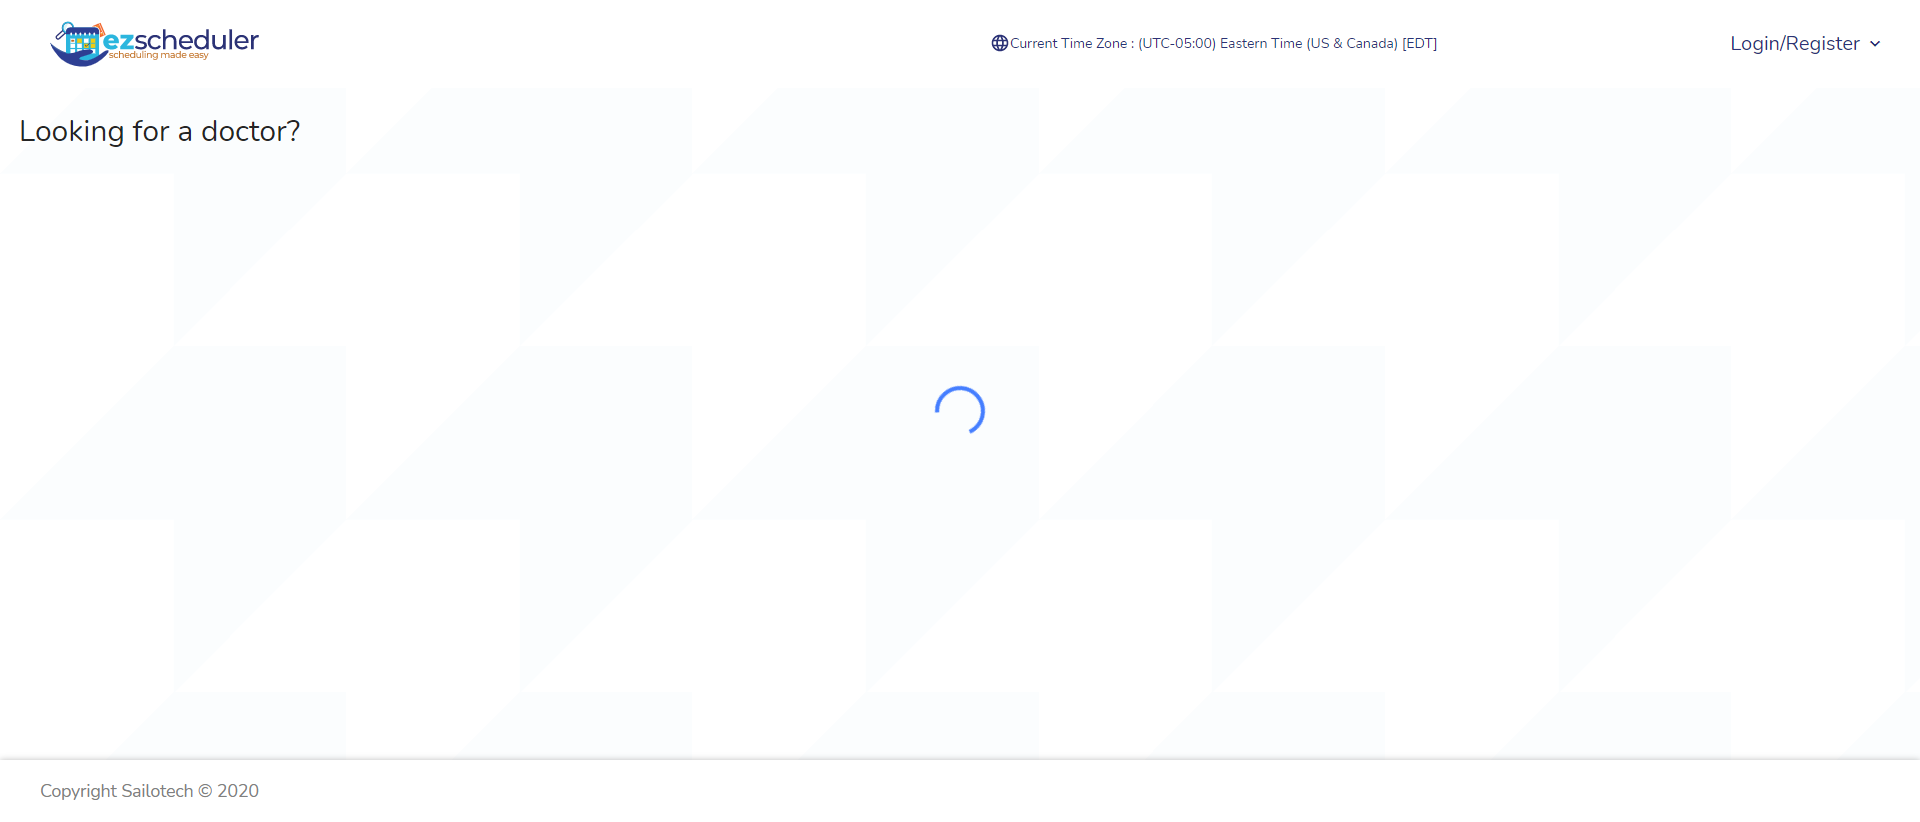 ezscheduler
scheduling made easy
Current Time Zone : (UTC-05:00) Eastern Time (US & Canada) [EDT]
Login/Register
Looking for a doctor?
Copyright Sailotech © 2020